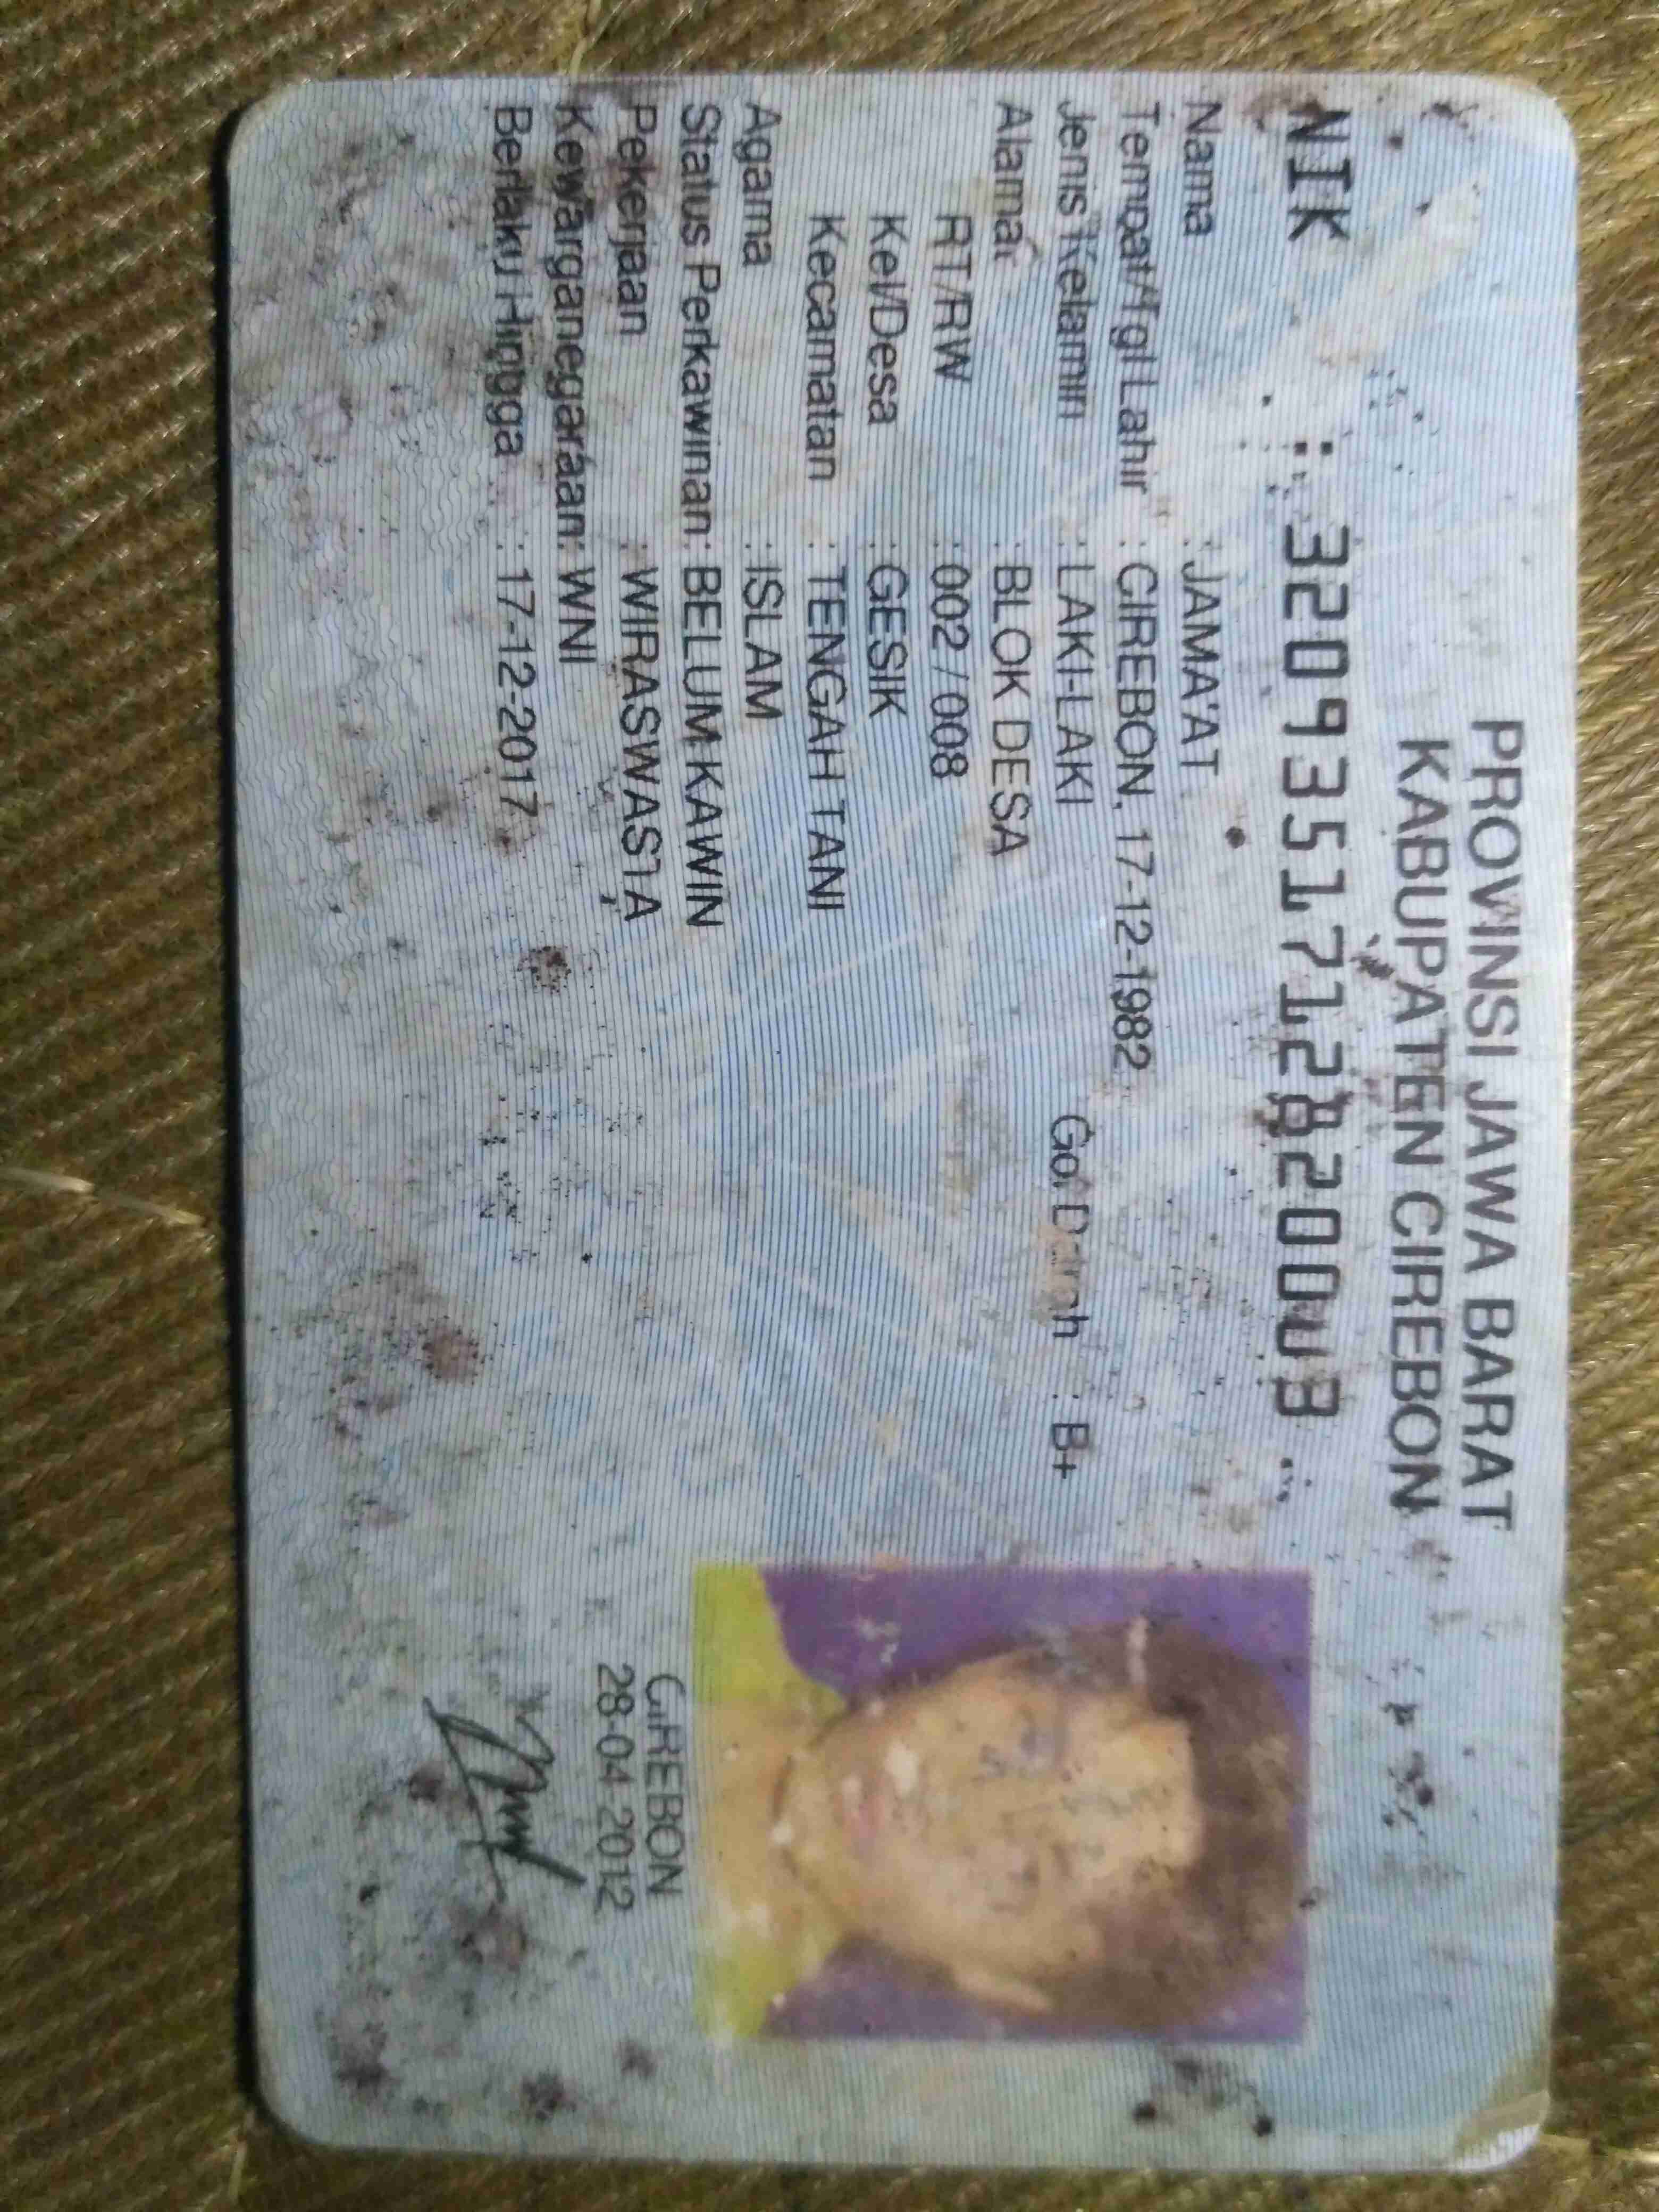 PROVINSI JAWA BARAT
KABUPATEN CIREBON
NIK : 3209351712820003
Nama : JAMA'AT
Tempat/Tgl Lahir : CIREBON, 17-12-1982
Jenis Kelamin : LAKI-LAKI Gol Darah : B+
Alamat : BLOK DESA
RT/RW : 002 / 008
Kel/Desa : GESIK
Kecamatan : TENGAH TANI
Agama : ISLAM
Status Perkawinan : BELUM KAWIN
Pekerjaan : WIRASWASTA
Kewarganegaraan: WNI
Berlaku Hingga : 17-12-2017
CIREBON
28-04-2012